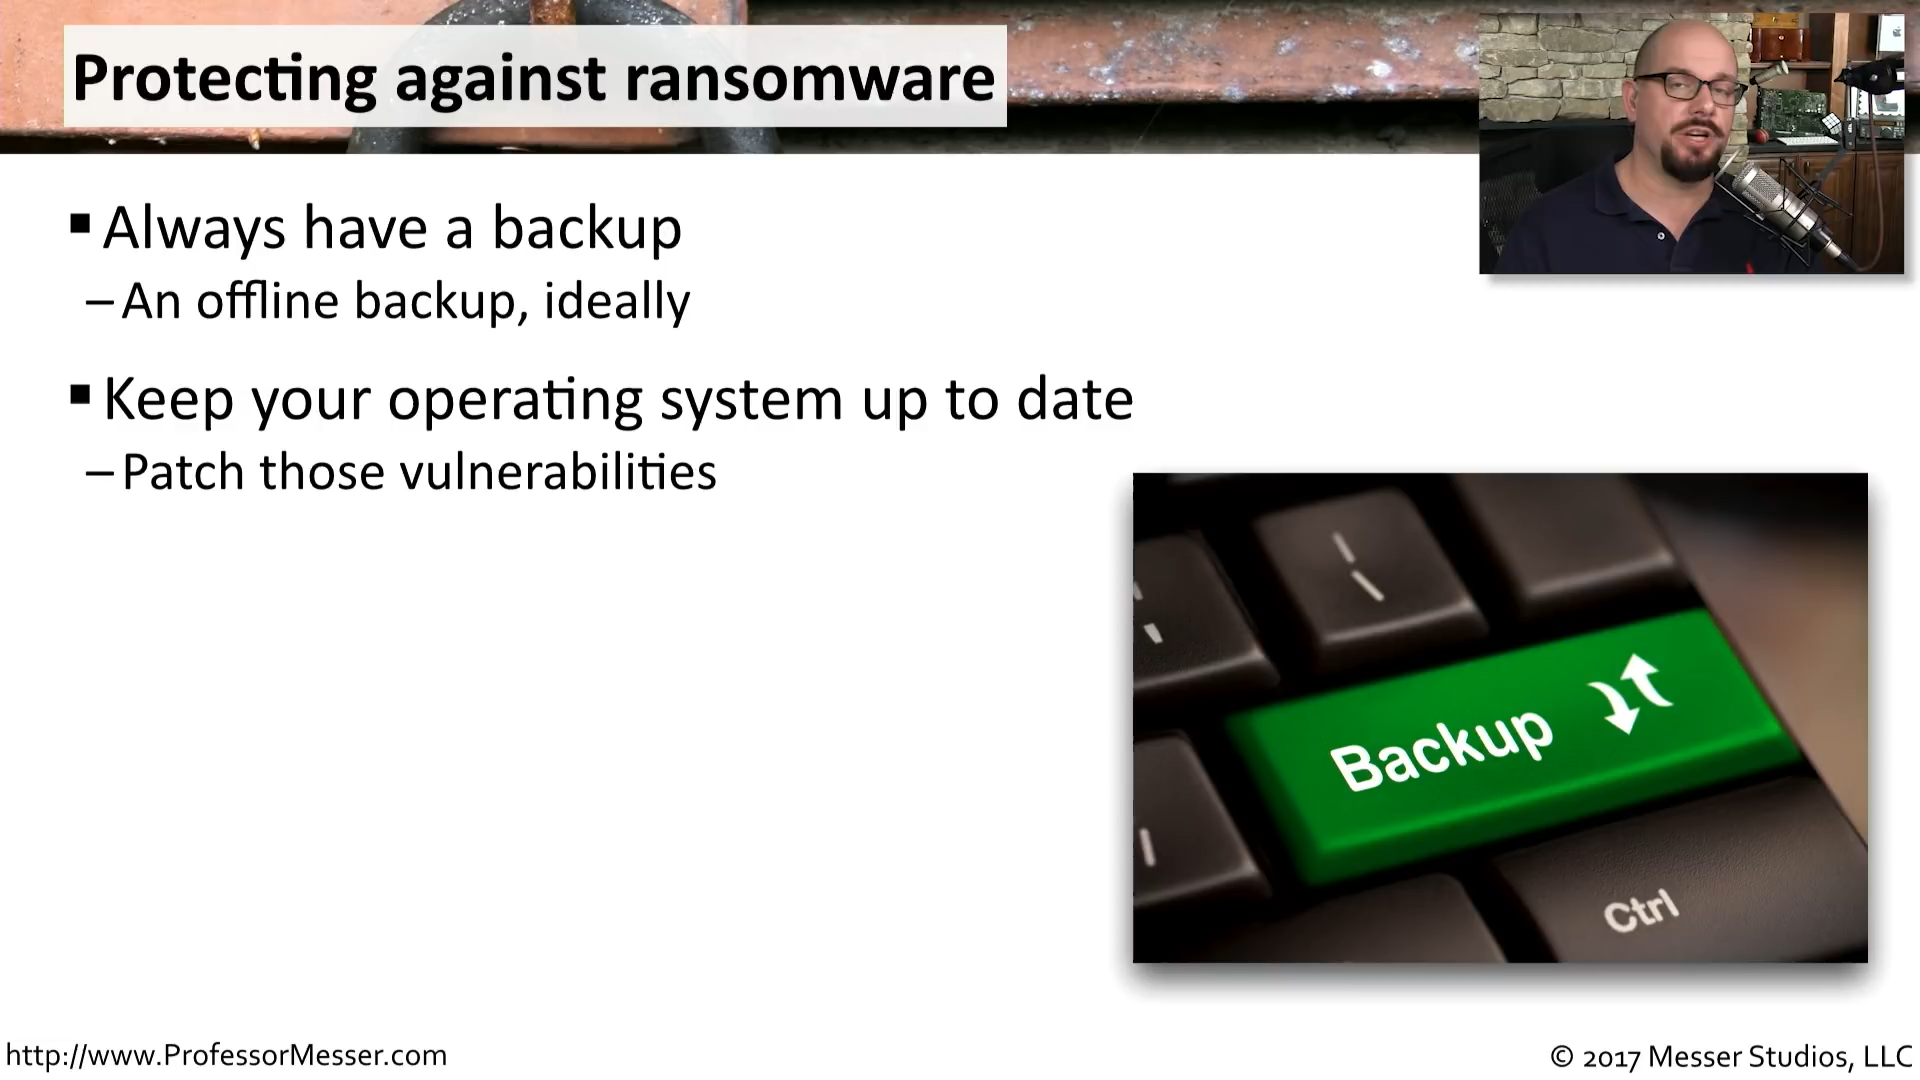 Protecting against ransomware
▪ Always have a backup
– An offline backup, ideally
▪ Keep your operating system up to date
– Patch those vulnerabilities
Backup
Ctrl
http://www.ProfessorMesser.com
© 2017 Messer Studios, LLC